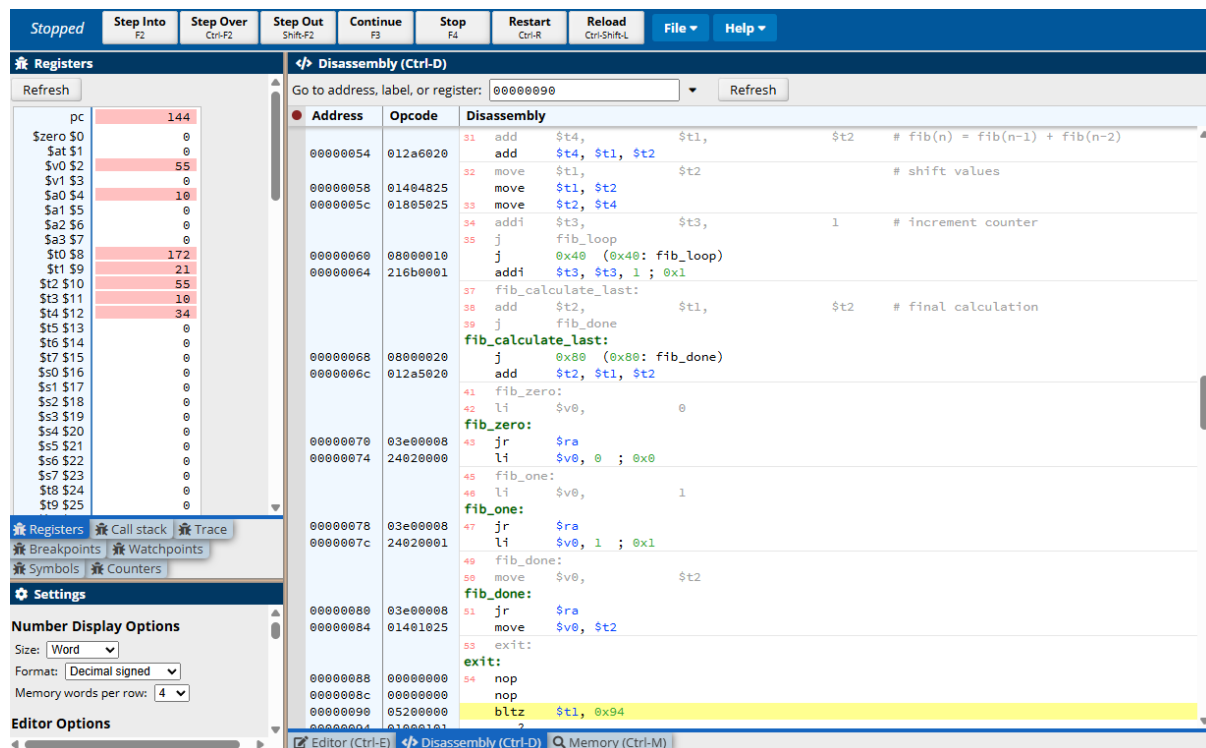 Stopped
Step Into
F2
Step Over
Ctrl-F2
Step Out
Shift-F2
Continue
F3
Stop
F4
Restart
Ctrl-R
Reload
Ctrl-Shift-L
File
Help
Registers
Refresh
pc 144
$zero $0 0
$at $1 0
$v0 $2 55
$v1 $3 0
$a0 $4 10
$a1 $5 0
$a2 $6 0
$a3 $7 0
$t0 $8 172
$t1 $9 21
$t2 $10 55
$t3 $11 10
$t4 $12 34
$t5 $13 0
$t6 $14 0
$t7 $15 0
$s0 $16 0
$s1 $17 0
$s2 $18 0
$s3 $19 0
$s4 $20 0
$s5 $21 0
$s6 $22 0
$s7 $23 0
$t8 $24 0
$t9 $25 0
Registers Call stack Trace
Breakpoints Watchpoints
Symbols Counters
Settings
Number Display Options
Size: Word
Format: Decimal signed
Memory words per row: 4
Editor Options
</> Disassembly (Ctrl-D)
Go to address, label, or register: 00000090 Refresh
Address Opcode Disassembly
31 add $t4, $t1, $t2 # fib(n) = fib(n-1) + fib(n-2)
00000054 012a6020 add $t4, $t1, $t2
32 move $t1, $t2 # shift values
00000058 01404825 move $t1, $t2
0000005c 01805025 33 move $t2, $t4
34 addi $t3, $t3, 1 # increment counter
35 j fib_loop
00000060 08000010 j 0x40 (0x40: fib_loop)
00000064 216b0001 addi $t3, $t3, 1 ; 0x1
37 fib_calculate_last:
38 add $t2, $t1, $t2 # final calculation
39 j fib_done
fib_calculate_last:
00000068 08000020 j 0x80 (0x80: fib_done)
0000006c 012a5020 add $t2, $t1, $t2
41 fib_zero:
42 li $v0, 0
fib_zero:
00000070 03e00008 43 jr $ra
00000074 24020000 li $v0, 0 ; 0x0
45 fib_one:
46 li $v0, 1
fib_one:
00000078 03e00008 47 jr $ra
0000007c 24020001 li $v0, 1 ; 0x1
49 fib_done:
50 move $v0, $t2
fib_done:
00000080 03e00008 51 jr $ra
00000084 01401025 move $v0, $t2
53 exit:
exit:
00000088 00000000 54 nop
0000008c 00000000 nop
00000090 05200000 bltz $t1, 0x94
00000094 01000101 ?
Editor (Ctrl-E) </> Disassembly (Ctrl-D) Memory (Ctrl-M)